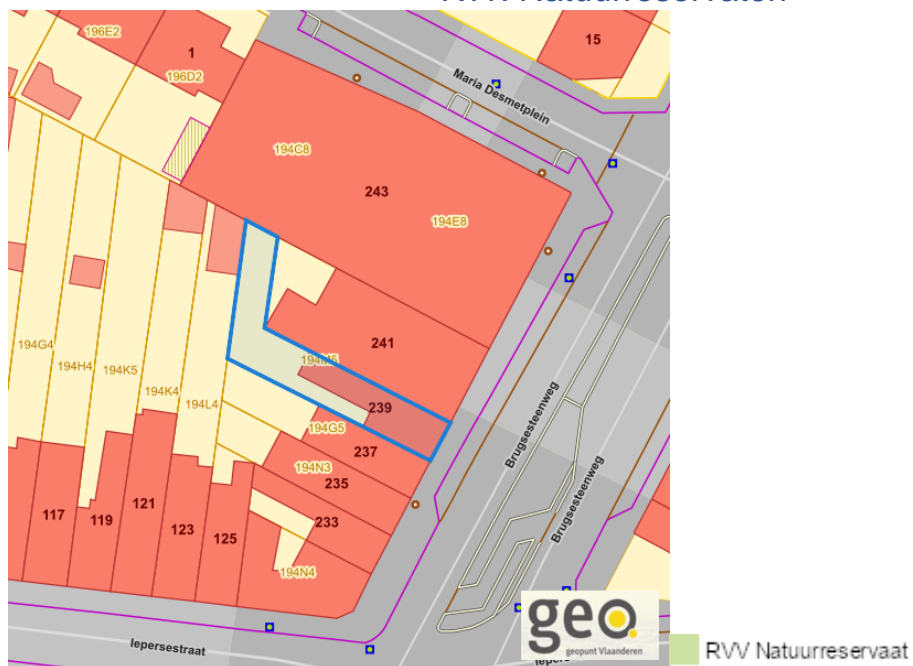 RVV Natuurreservaten
196E2
1
15
196D2
Maria Desmetplein
194C8
243
194E8
194G4
194H4
194K5
194K4
194L4
241
239
194G5
237
194N3
235
233
194N4
117
119
121
123
125
Brugsesteenweg
Brugsesteenweg
Iepersestraat
geo
geopunt Vlaanderen
RVV Natuurreservaat